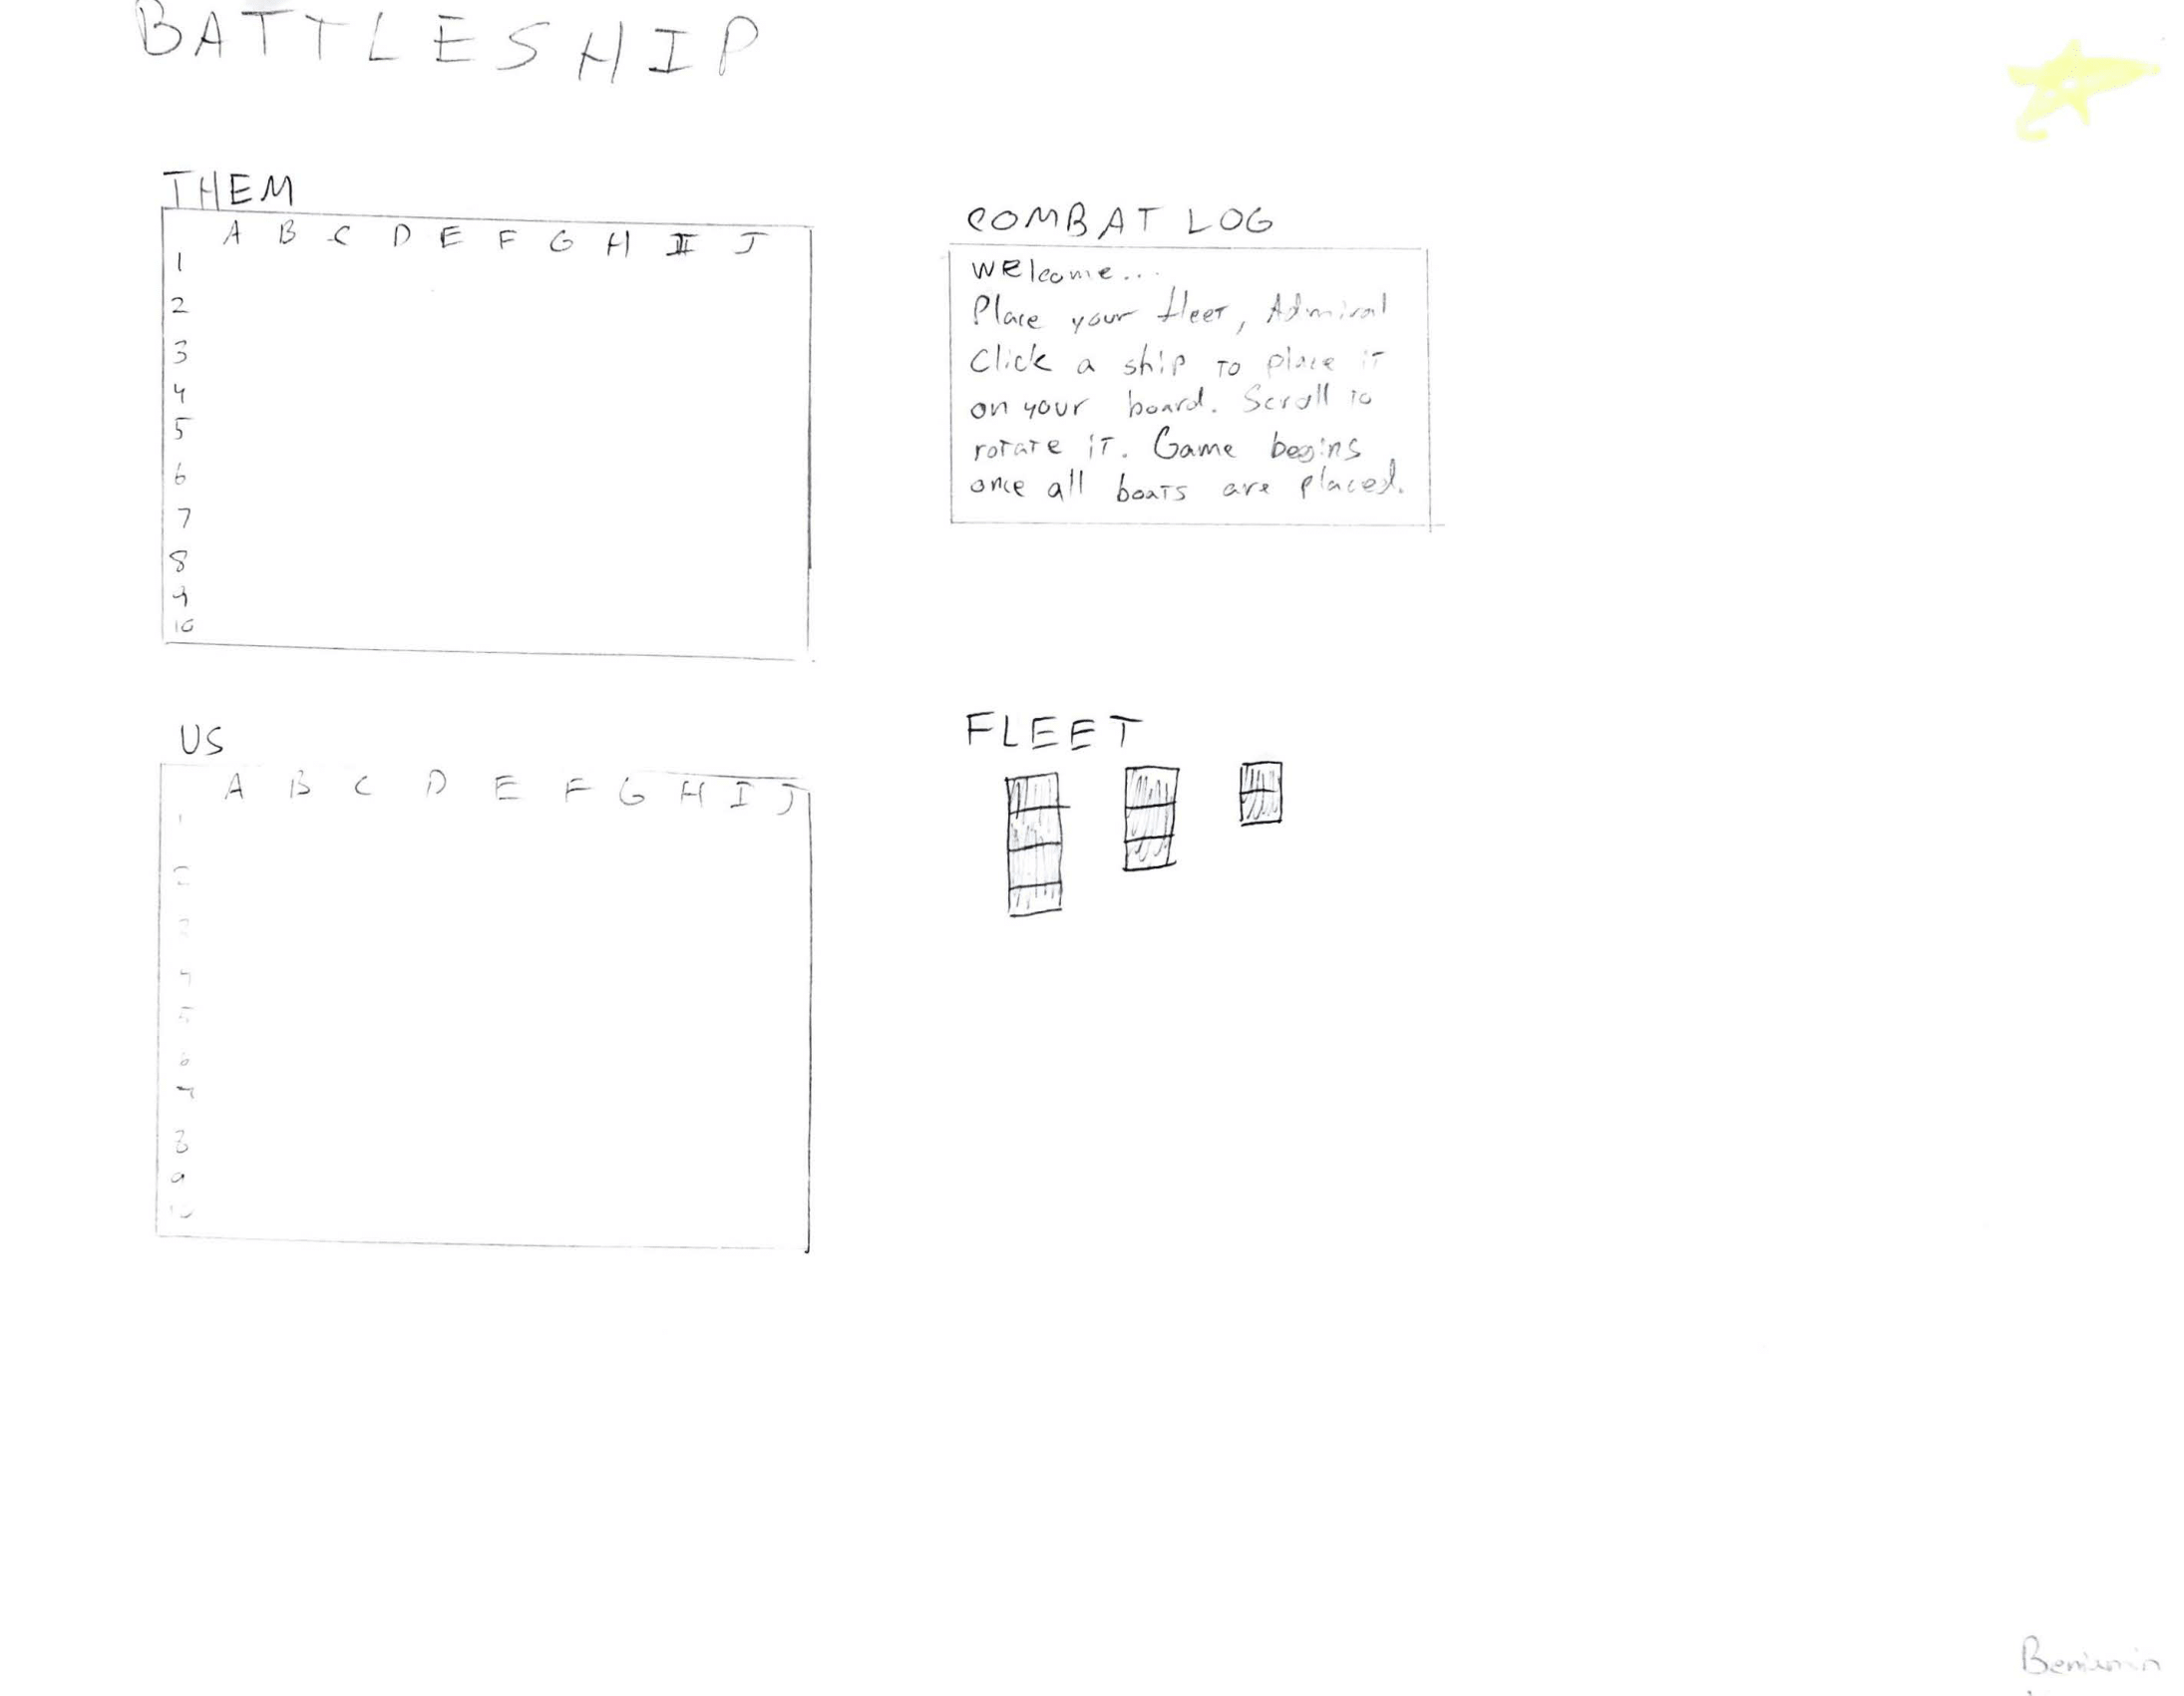 BATTLESHIP
THEM
A B C D E F G H I J
1
2
3
4
5
6
7
8
9
10
COMBAT LOG
Welcome...
Place your fleet, Admiral
Click a ship to place it
on your board. Scroll to
rotate it. Game begins
once all boats are placed.
US
A B C D E F G H I J
1
2
3
4
5
6
7
8
9
10
FLEET
Benjamin